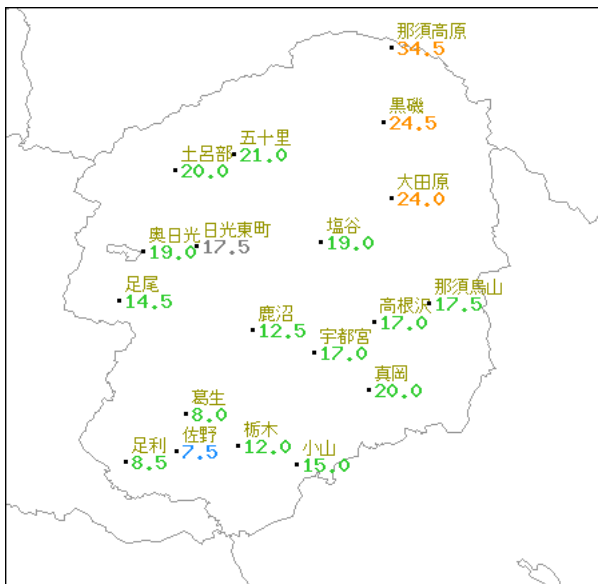 那須高原
34.5
黒磯
24.5
五十里
21.0
土呂部
20.0
大田原
24.0
塩谷
19.0
日光東町
17.5
奥日光
19.0
足尾
14.5
那須烏山
17.5
高根沢
17.0
鹿沼
12.5
宇都宮
17.0
真岡
20.0
葛生
8.0
佐野
7.5
栃木
12.0
足利
8.5
小山
15.0